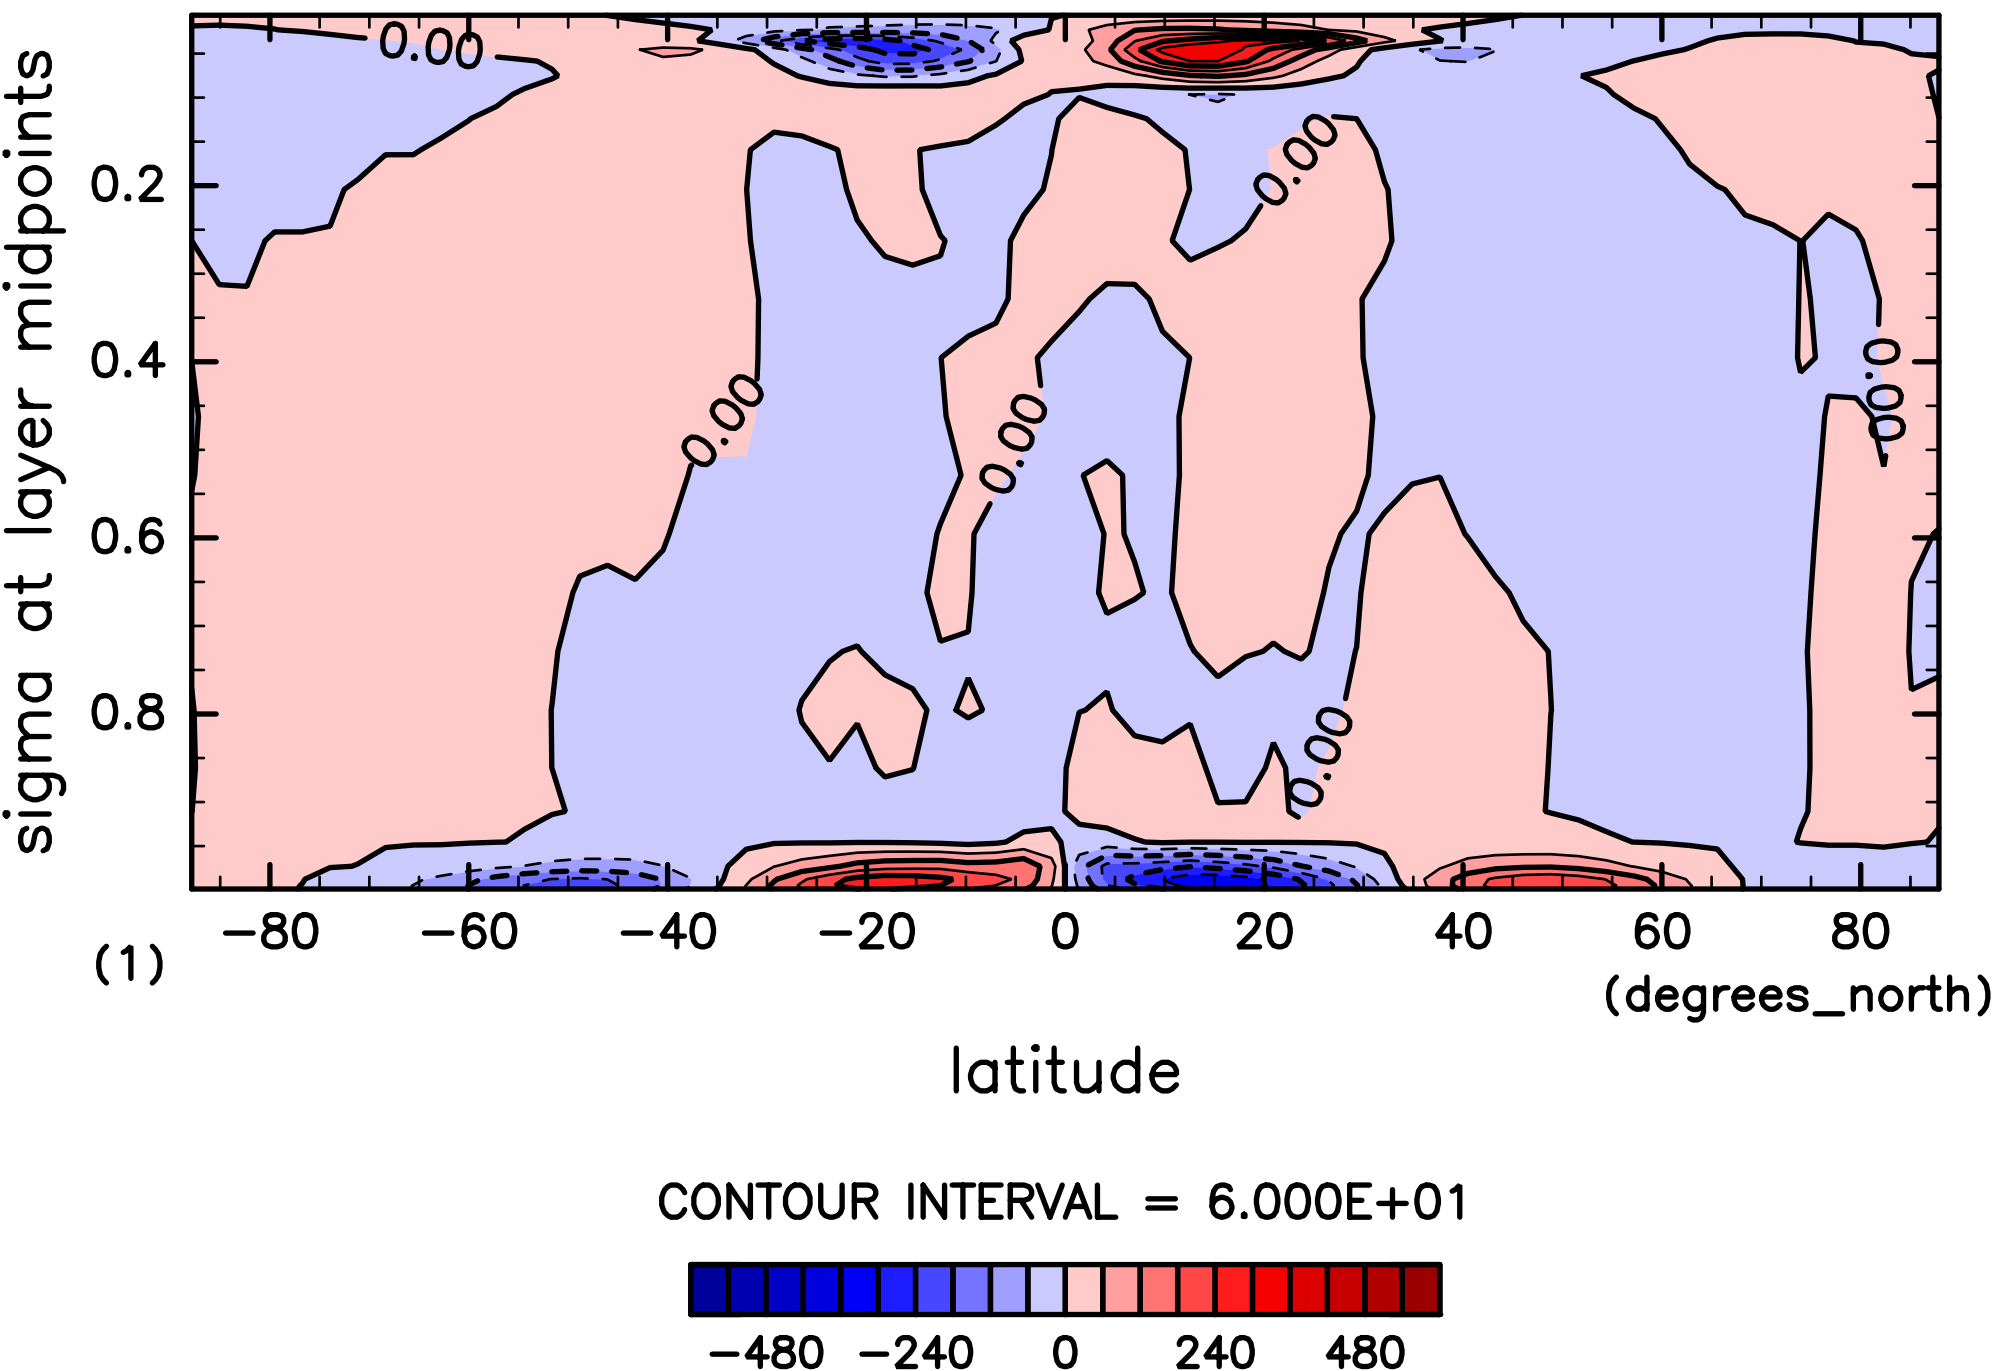 sigma at layer midpoints
0.2
0.4
0.6
0.8
(1)
0.00
0.00
0.00
0.00
0.00
0.00
−80 −60 −40 −20 0 20 40 60 80
(degrees_north)
latitude
CONTOUR INTERVAL = 6.000E+01
−480 −240 0 240 480